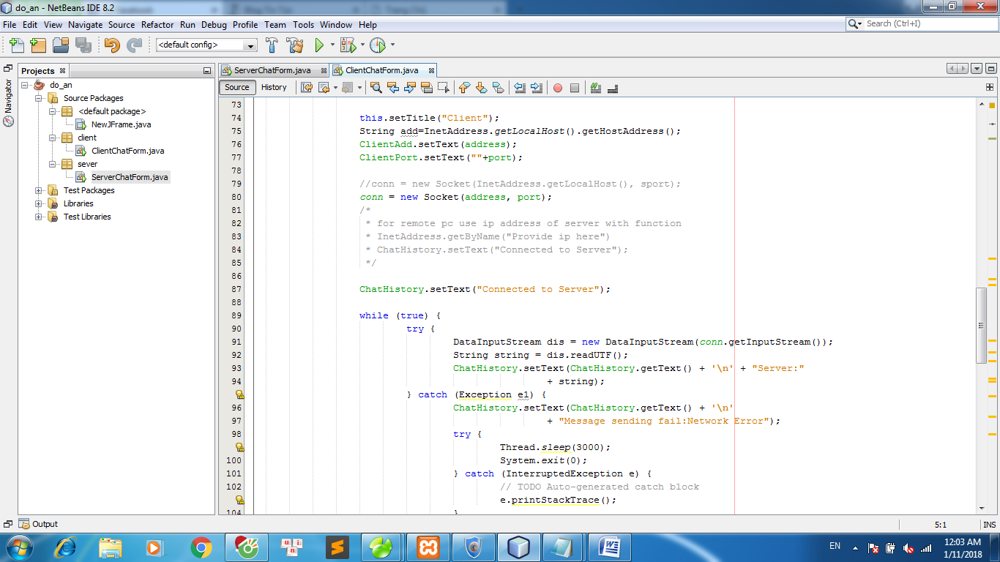 do_an - NetBeans IDE 8.2
File Edit View Navigate Source Refactor Run Debug Profile Team Tools Window Help
Search (Ctrl+I)
<default config>
Projects
ServerChatForm.java
ClientChatForm.java
Navigator
Source History
do_an
Source Packages
<default package>
NewJFrame.java
client
ClientChatForm.java
sever
ServerChatForm.java
Test Packages
Libraries
Test Libraries
73
74 this.setTitle("Client");
75 String add=InetAddress.getLocalHost().getHostAddress();
76 ClientAdd.setText(address);
77 ClientPort.setText(""+port);
78
79 //conn = new Socket(InetAddress.getLocalHost(), sport);
80 conn = new Socket(address, port);
81 /*
82 * for remote pc use ip address of server with function
83 * InetAddress.getByName("Provide ip here")
84 * ChatHistory.setText("Connected to Server");
85 */
86
87 ChatHistory.setText("Connected to Server");
88
89 while (true) {
90 try {
91 DataInputStream dis = new DataInputStream(conn.getInputStream());
92 String string = dis.readUTF();
93 ChatHistory.setText(ChatHistory.getText() + '\n' + "Server:"
94 + string);
} catch (Exception e1) {
96 ChatHistory.setText(ChatHistory.getText() + '\n'
97 + "Message sending fail:Network Error");
98 try {
Thread.sleep(3000);
100 System.exit(0);
101 } catch (InterruptedException e) {
102 // TODO Auto-generated catch block
e.printStackTrace();
104 }
Output
5:1 INS
EN
12:03 AM
1/11/2018